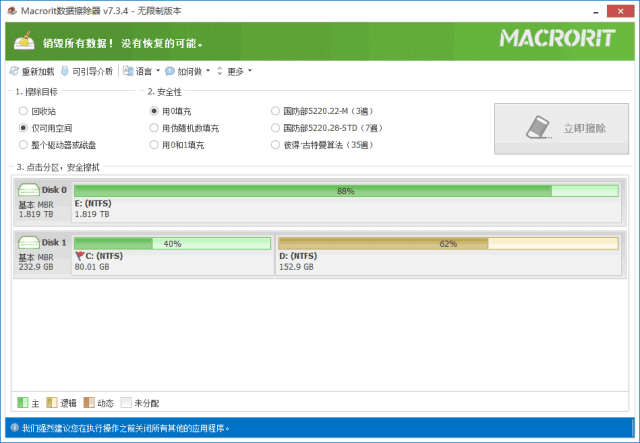 Macrorit数据擦除器 v7.3.4 - 无限制版本
销毁所有数据！没有恢复的可能。
MACRORIT
重新加载 可引导介质 语言 如何做 更多
1. 擦除目标
回收站
仅可用空间
整个驱动器或磁盘
2. 安全性
用0填充
用伪随机数填充
用0和1填充
国防部5220.22-M（3遍）
国防部5220.28-STD（7遍）
彼得·古特曼算法（35遍）
立即擦除
3. 点击分区，安全擦拭
Disk 0
基本 MBR
1.819 TB
88%
E: (NTFS)
1.819 TB
Disk 1
基本 MBR
232.9 GB
40%
C: (NTFS)
80.01 GB
62%
D: (NTFS)
152.9 GB
主 逻辑 动态 未分配
我们强烈建议您在执行操作之前关闭所有其他的应用程序。